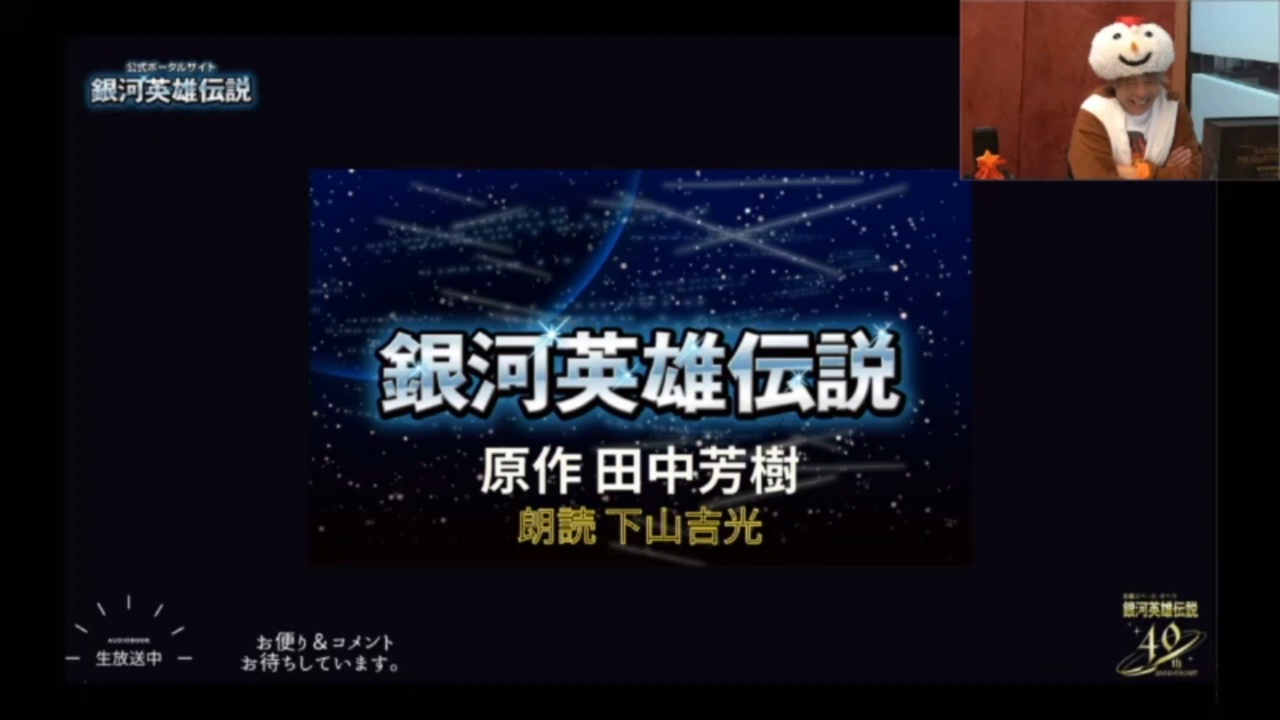 公式ポータルサイト
銀河英雄伝説
銀河英雄伝説
原作 田中芳樹
朗読 下山吉光
AUDIOBOOK
生放送中
お便り&コメント
お待ちしています。
銀河英雄伝説
40th
ANNIVERSARY